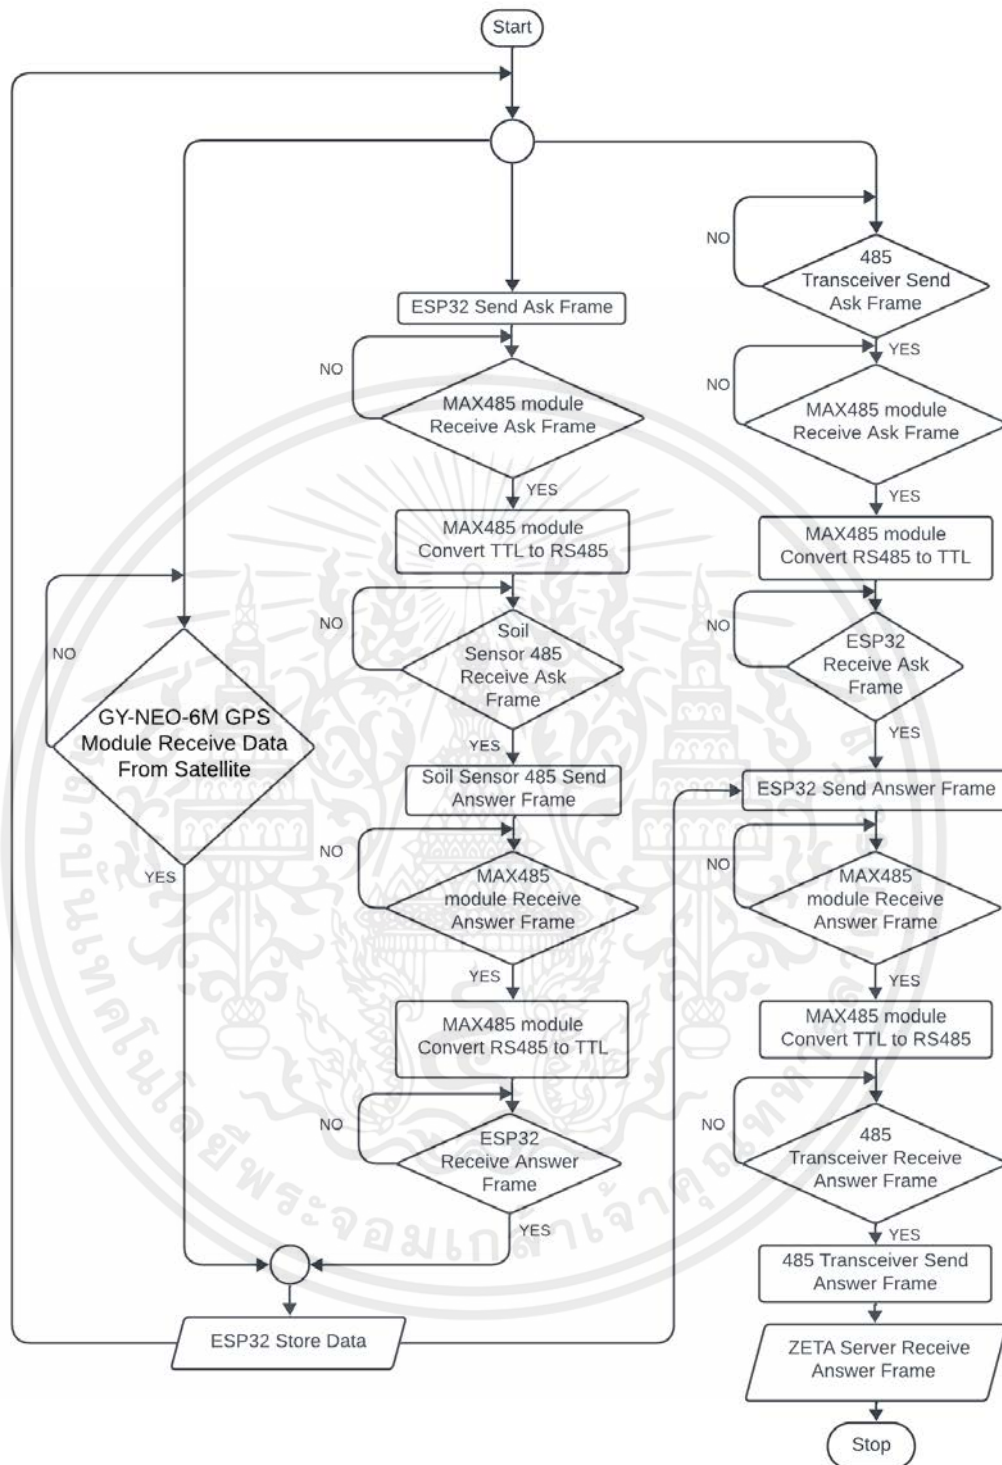 Start
NO
485
Transceiver Send
Ask Frame
YES
ESP32 Send Ask Frame
NO
MAX485 module
Receive Ask Frame
YES
NO
MAX485 module
Receive Ask Frame
YES
MAX485 module
Convert TTL to RS485
MAX485 module
Convert RS485 to TTL
NO
Soil
Sensor 485
Receive Ask
Frame
YES
NO
ESP32
Receive Ask
Frame
YES
NO
GY-NEO-6M GPS
Module Receive Data
From Satellite
YES
Soil Sensor 485 Send
Answer Frame
ESP32 Send Answer Frame
NO
MAX485
module Receive
Answer Frame
YES
NO
MAX485
module Receive
Answer Frame
YES
MAX485 module
Convert RS485 to TTL
MAX485 module
Convert TTL to RS485
NO
ESP32
Receive Answer
Frame
YES
NO
485
Transceiver Receive
Answer Frame
YES
485 Transceiver Send
Answer Frame
ESP32 Store Data
ZETA Server Receive
Answer Frame
Stop